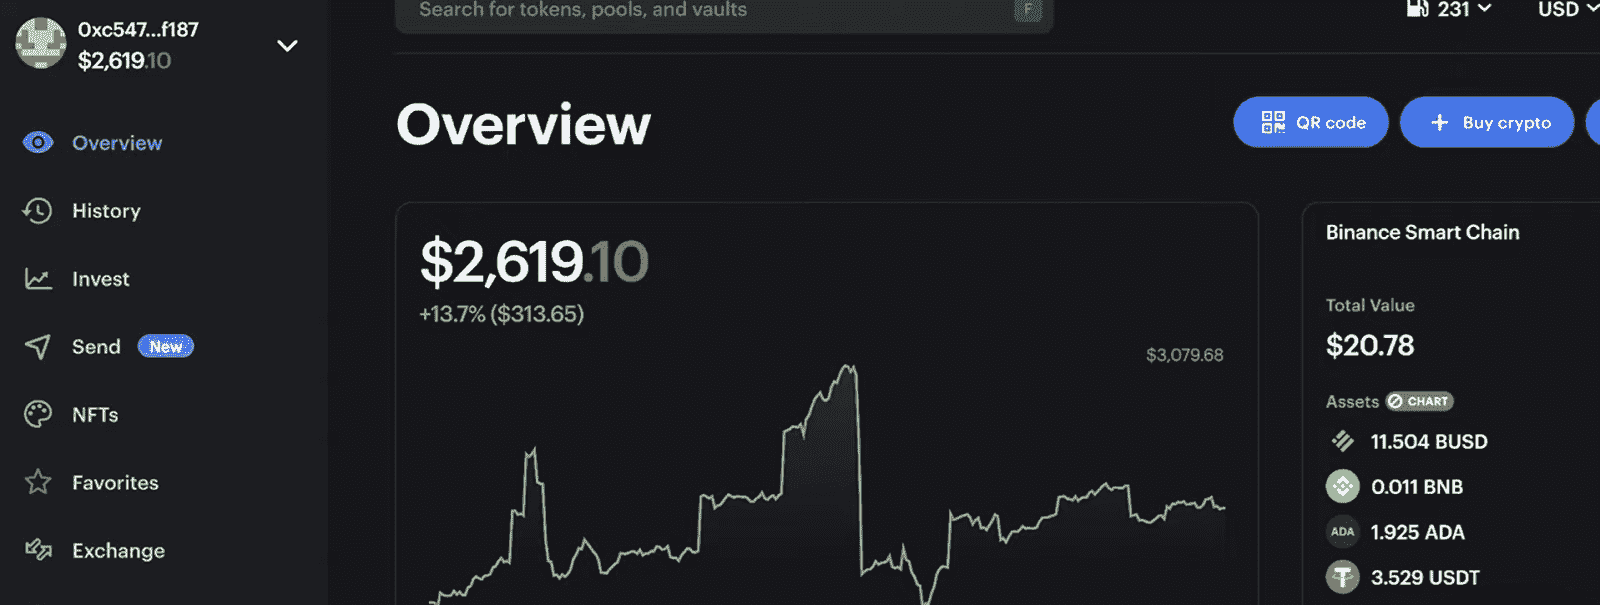 0xc547...f187
$2,619.10
Overview
History
Invest
Send New
NFTs
Favorites
Exchange
Search for tokens, pools, and vaults F
231 USD
Overview
QR code
+ Buy crypto
$2,619.10
+13.7% ($313.65)
$3,079.68
Binance Smart Chain
Total Value
$20.78
Assets CHART
11.504 BUSD
0.011 BNB
ADA 1.925 ADA
3.529 USDT